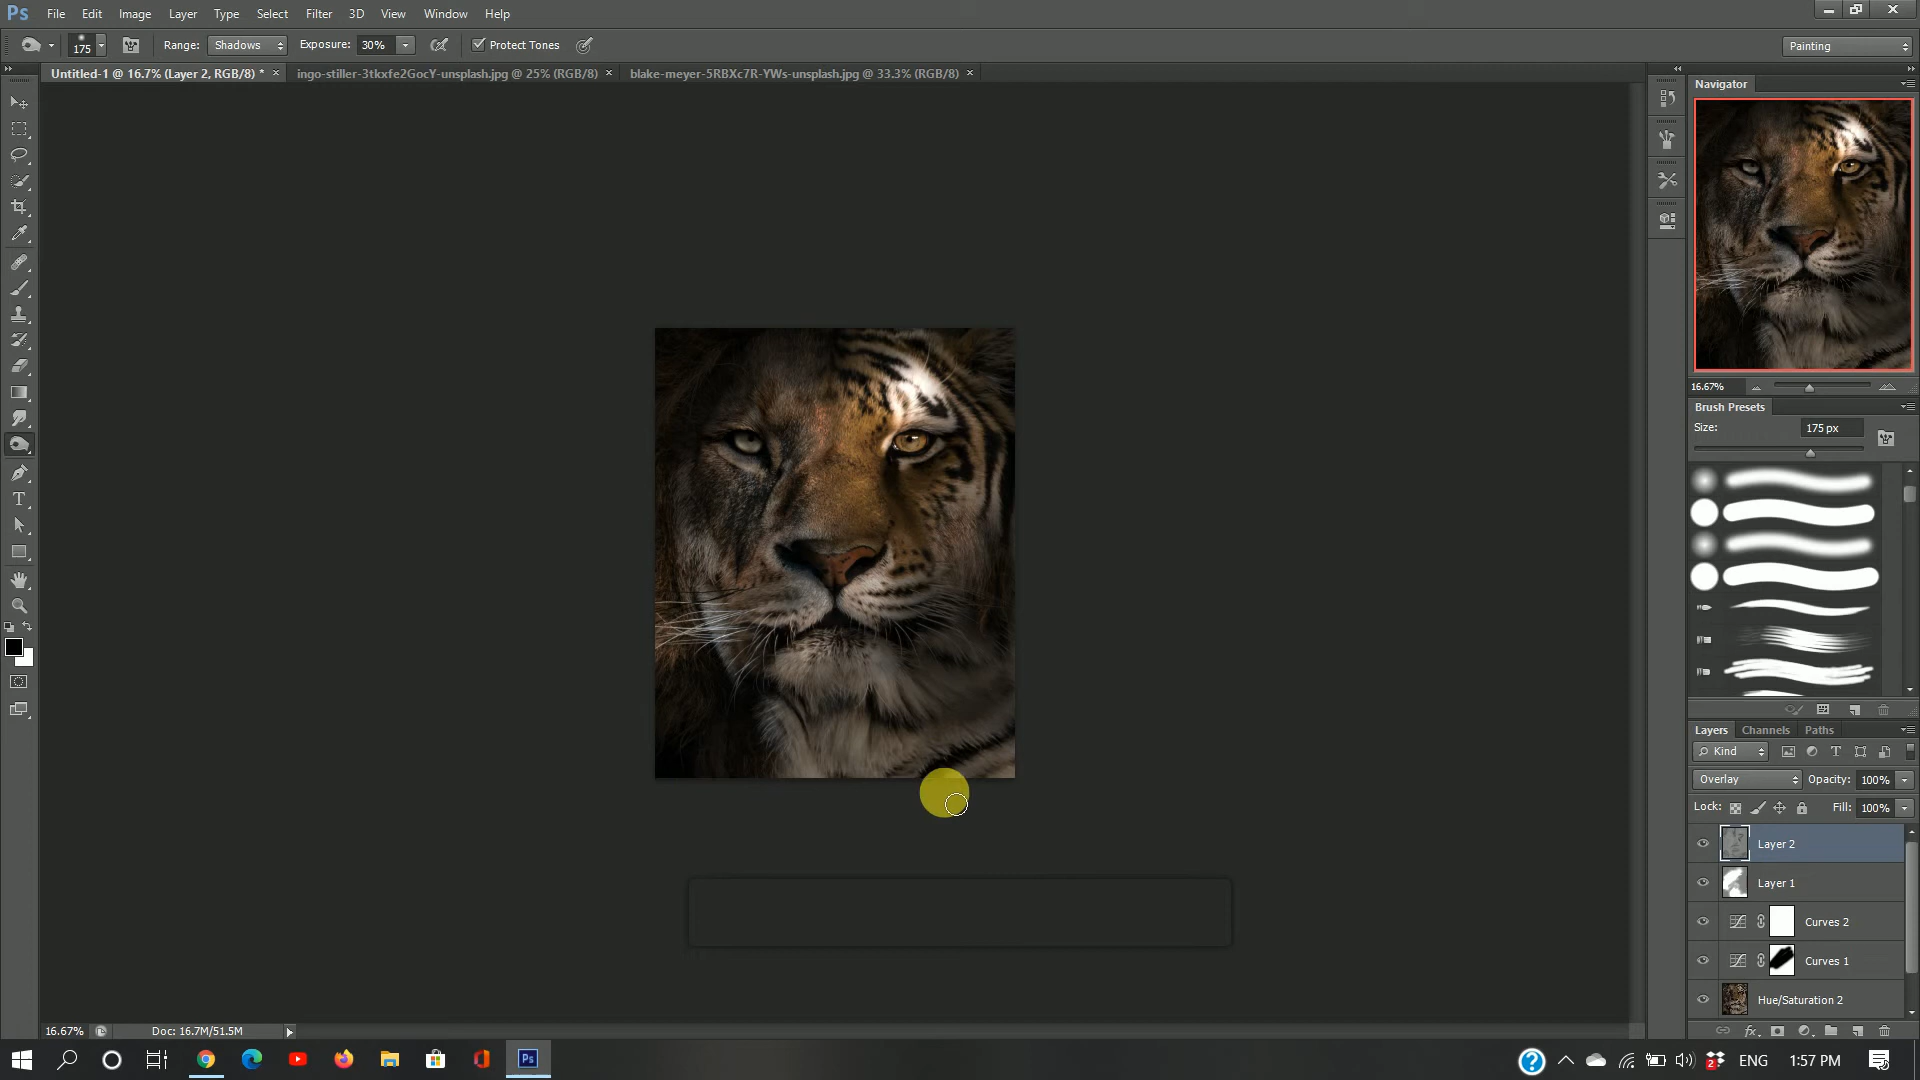 Ps File Edit Image Layer Type Select Filter 3D View Window Help
175 Range: Shadows Exposure: 30% Protect Tones Painting
Untitled-1 @ 16.7% (Layer 2, RGB/8) * × ingo-stiller-3tkxfe2GocY-unsplash.jpg @ 25% (RGB/8) × blake-meyer-5RBXc7R-YWs-unsplash.jpg @ 33.3% (RGB/8) ×
Navigator
16.67%
Brush Presets
Size: 175 px
Layers Channels Paths
Kind
Overlay Opacity: 100%
Lock: Fill: 100%
Layer 2
Layer 1
Curves 2
Curves 1
Hue/Saturation 2
16.67% Doc: 16.7M/51.5M
Ps ? 2 ENG 1:57 PM